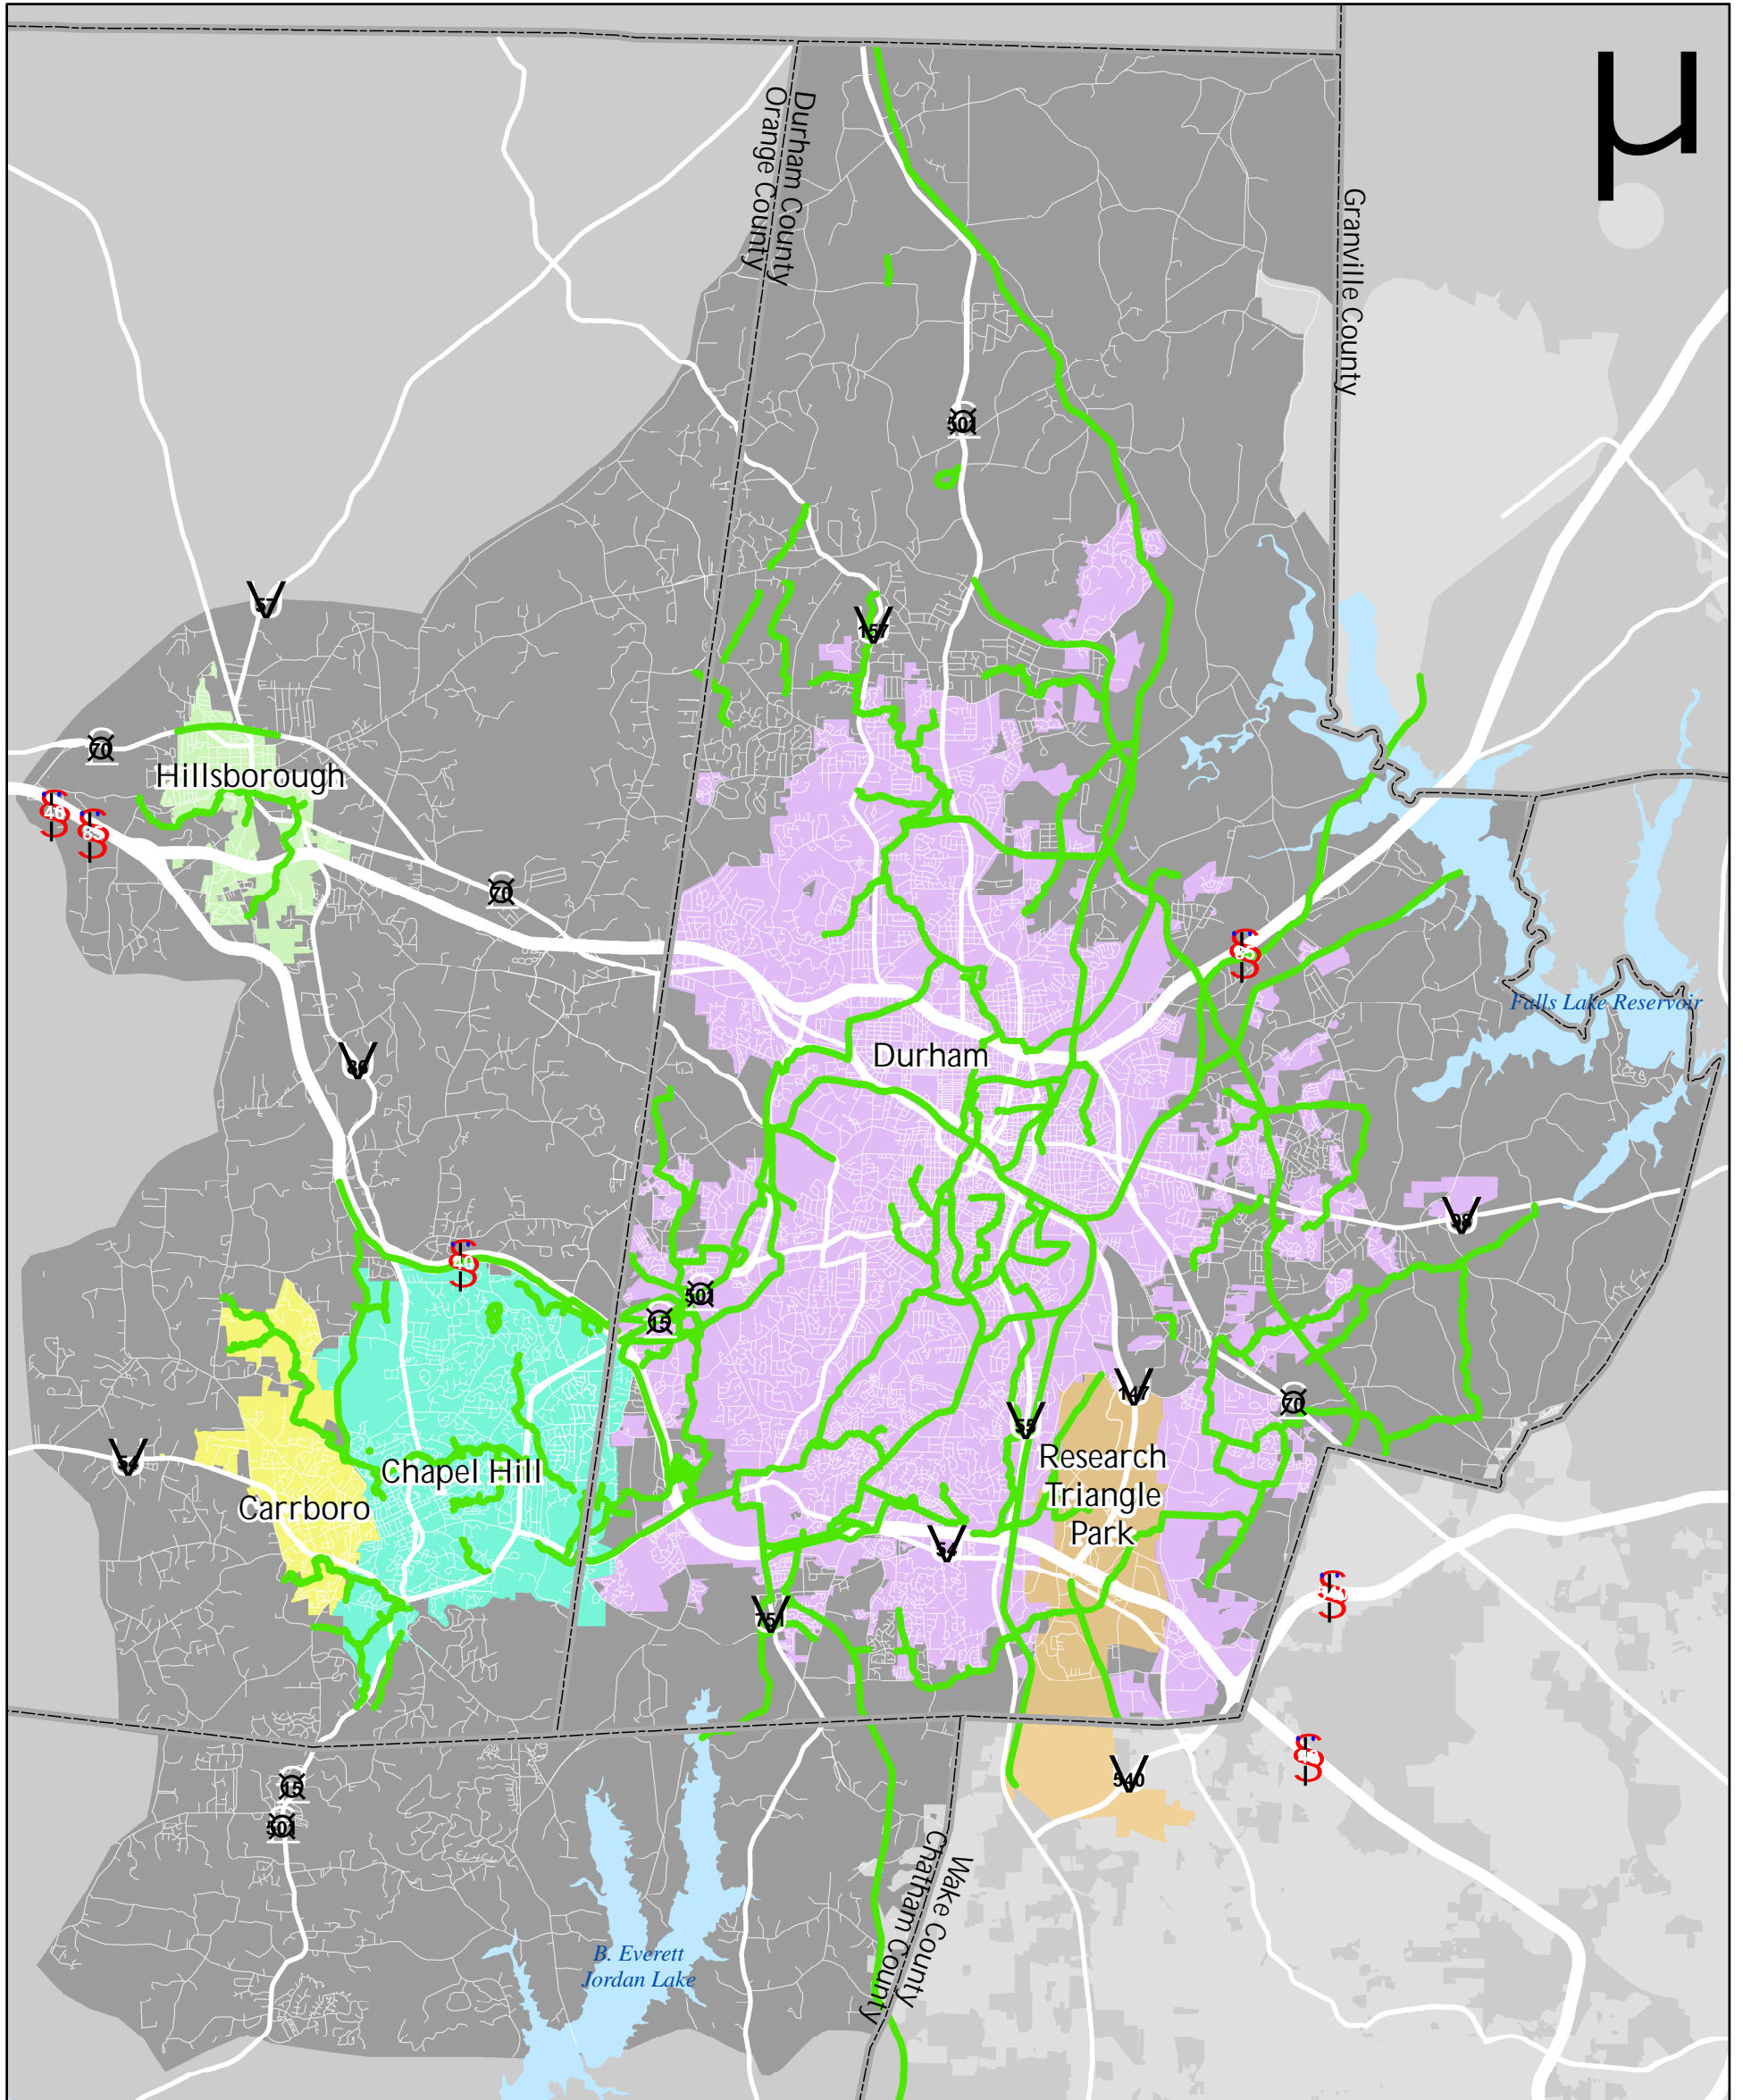 µ
Durham County
Orange County
Granville County
501
57
157
70
Hillsborough
40
85
70
85
Falls Lake Reservoir
Durham
86
98
40
501
15
147
70
55
54
Research
Triangle
Park
Chapel Hill
Carrboro
54
751
540
15
501
Wake County
Chatham County
B. Everett
Jordan Lake